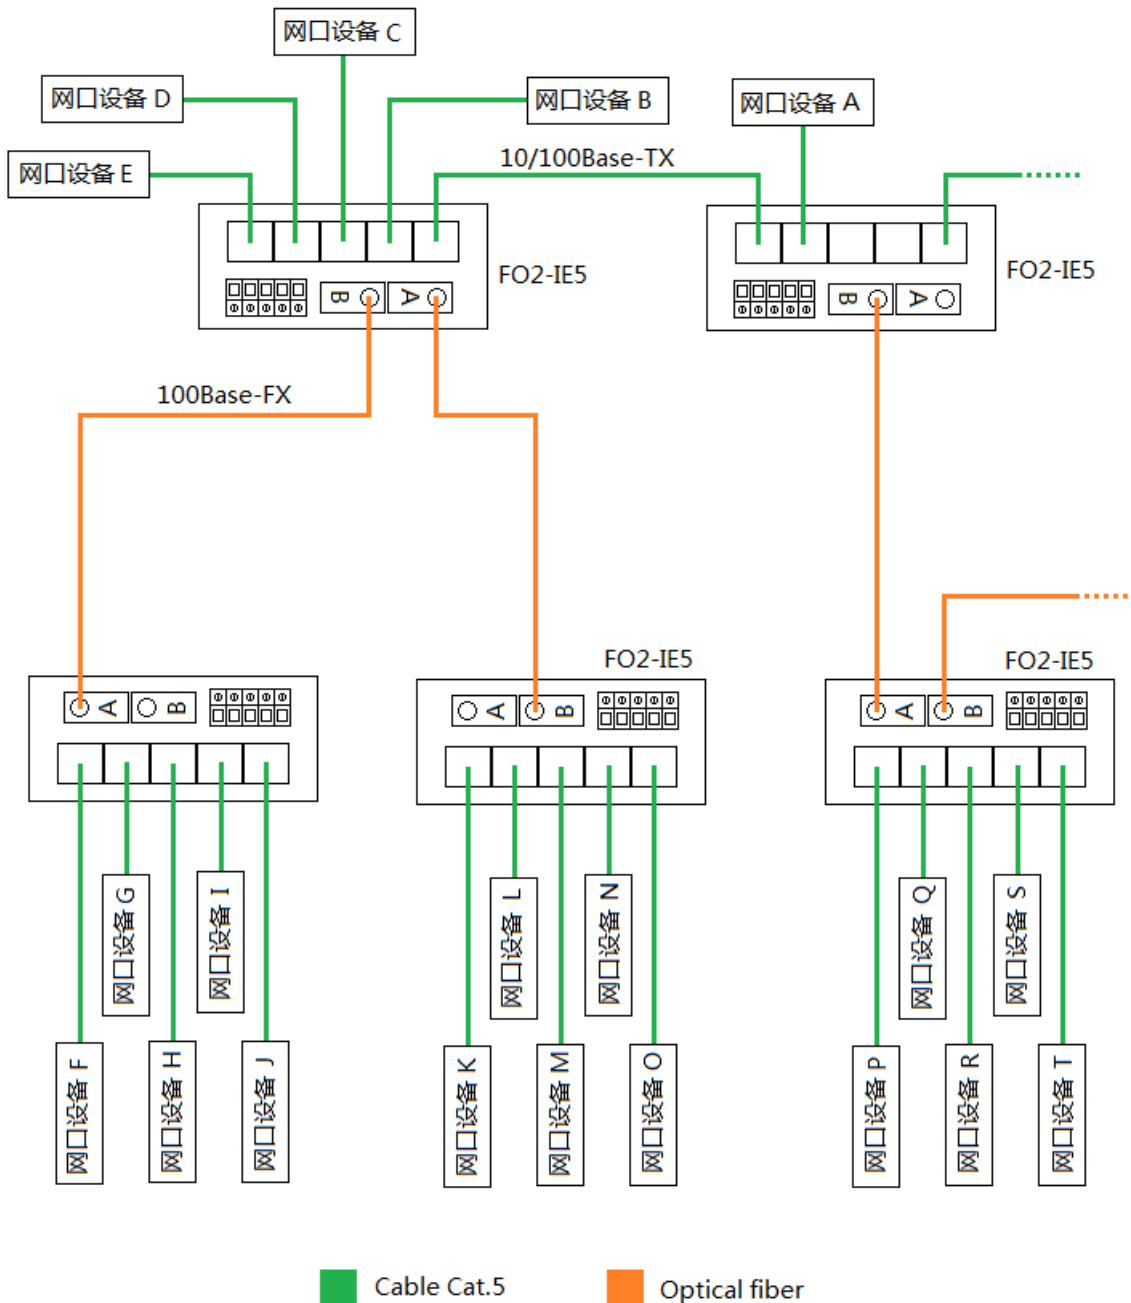 网口设备 C
网口设备 D
网口设备 B
网口设备 A
网口设备 E
10/100Base-TX
FO2-IE5
FO2-IE5
B
A
B
A
100Base-FX
FO2-IE5
FO2-IE5
A
B
A
B
A
B
网口设备 G
网口设备 I
网口设备 L
网口设备 N
网口设备 Q
网口设备 S
网口设备 F
网口设备 H
网口设备 J
网口设备 K
网口设备 M
网口设备 O
网口设备 P
网口设备 R
网口设备 T
Cable Cat.5
Optical fiber